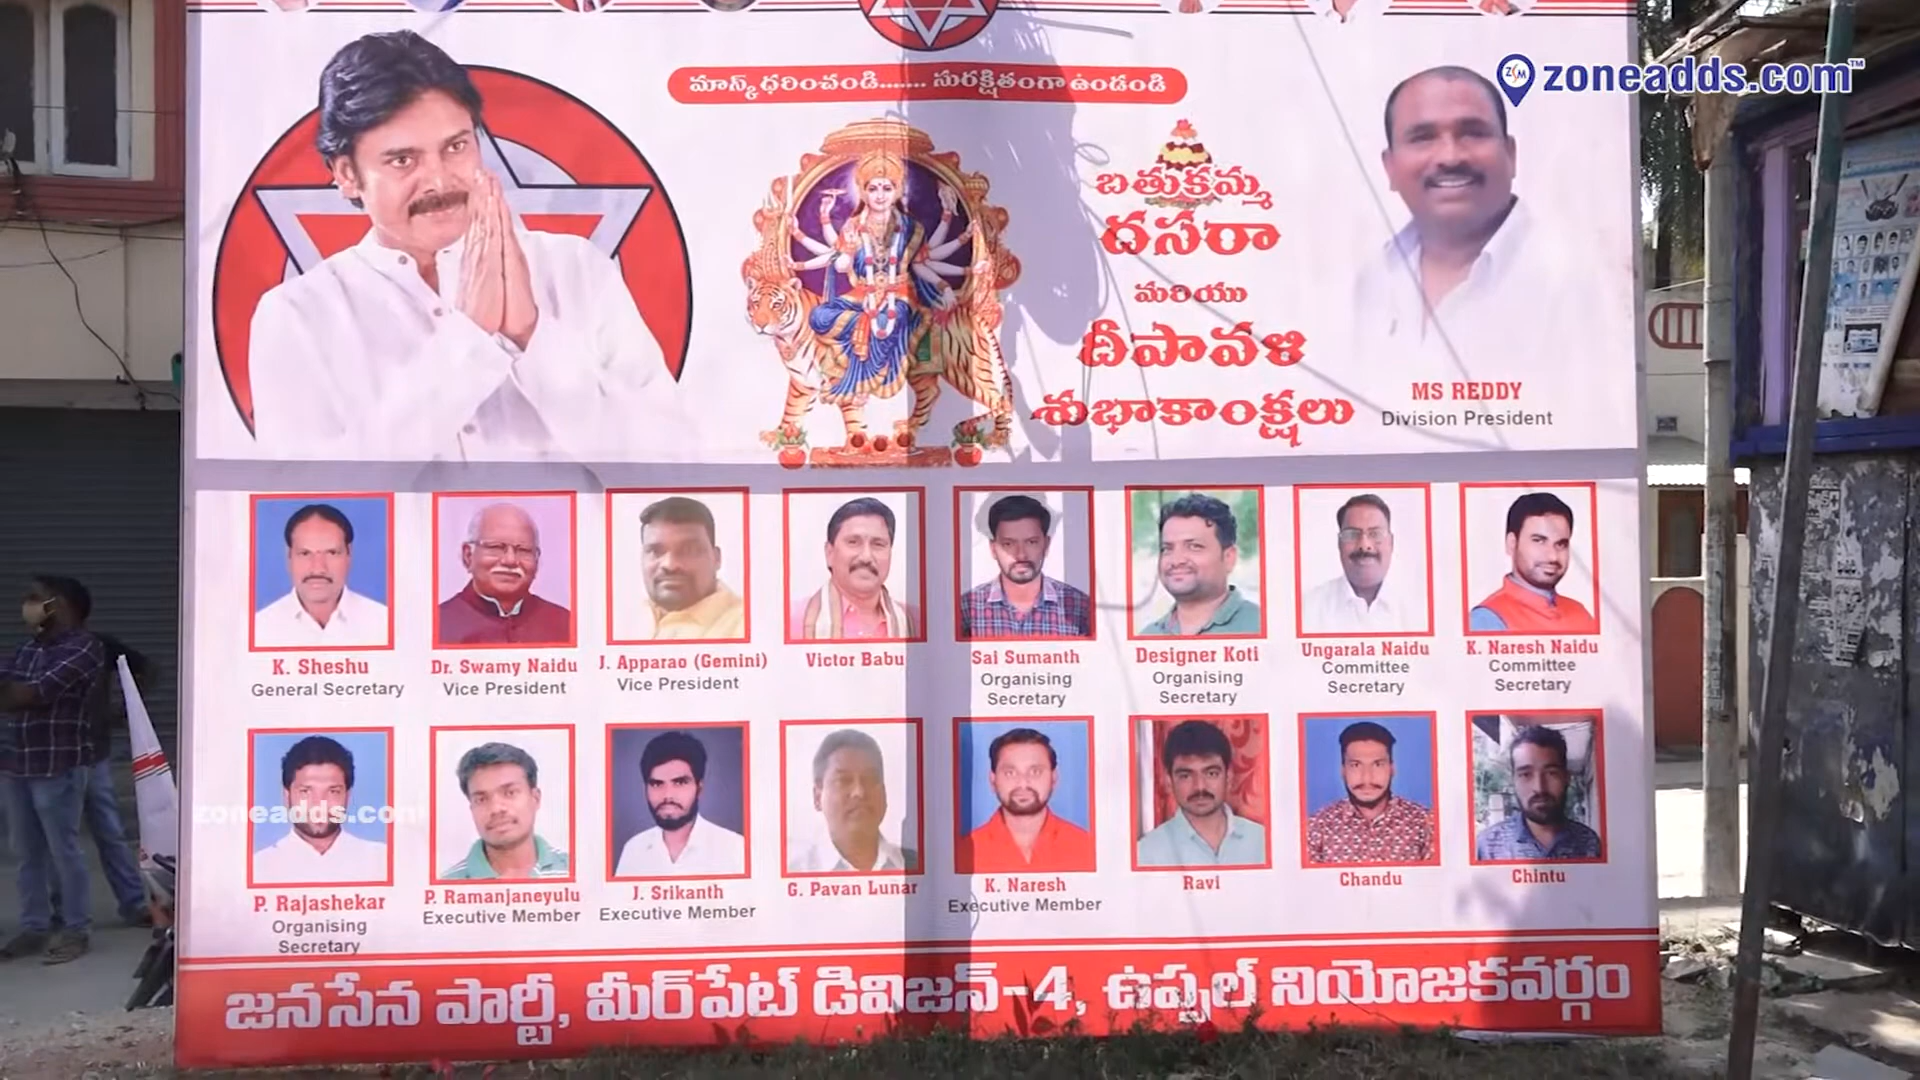 zoneadds.com™
ZSM
మాస్క్ ధరించండి....... సురక్షితంగా ఉండండి
బతుకమ్మ
దసరా
మరియు
దీపావళి
శుభాకాంక్షలు
MS REDDY
Division President
K. Sheshu
General Secretary
Dr. Swamy Naidu
Vice President
J. Apparao (Gemini)
Vice President
Victor Babu
Sai Sumanth
Organising
Secretary
Designer Koti
Organising
Secretary
Ungarala Naidu
Committee
Secretary
K. Naresh Naidu
Committee
Secretary
zoneadds.com
P. Rajashekar
Organising
Secretary
P. Ramanjaneyulu
Executive Member
J. Srikanth
Executive Member
G. Pavan Lunar
K. Naresh
Executive Member
Ravi
Chandu
Chintu
జనసేన పార్టీ, మీర్‌పేట్ డివిజన్-4, ఉప్పల్ నియోజకవర్గం